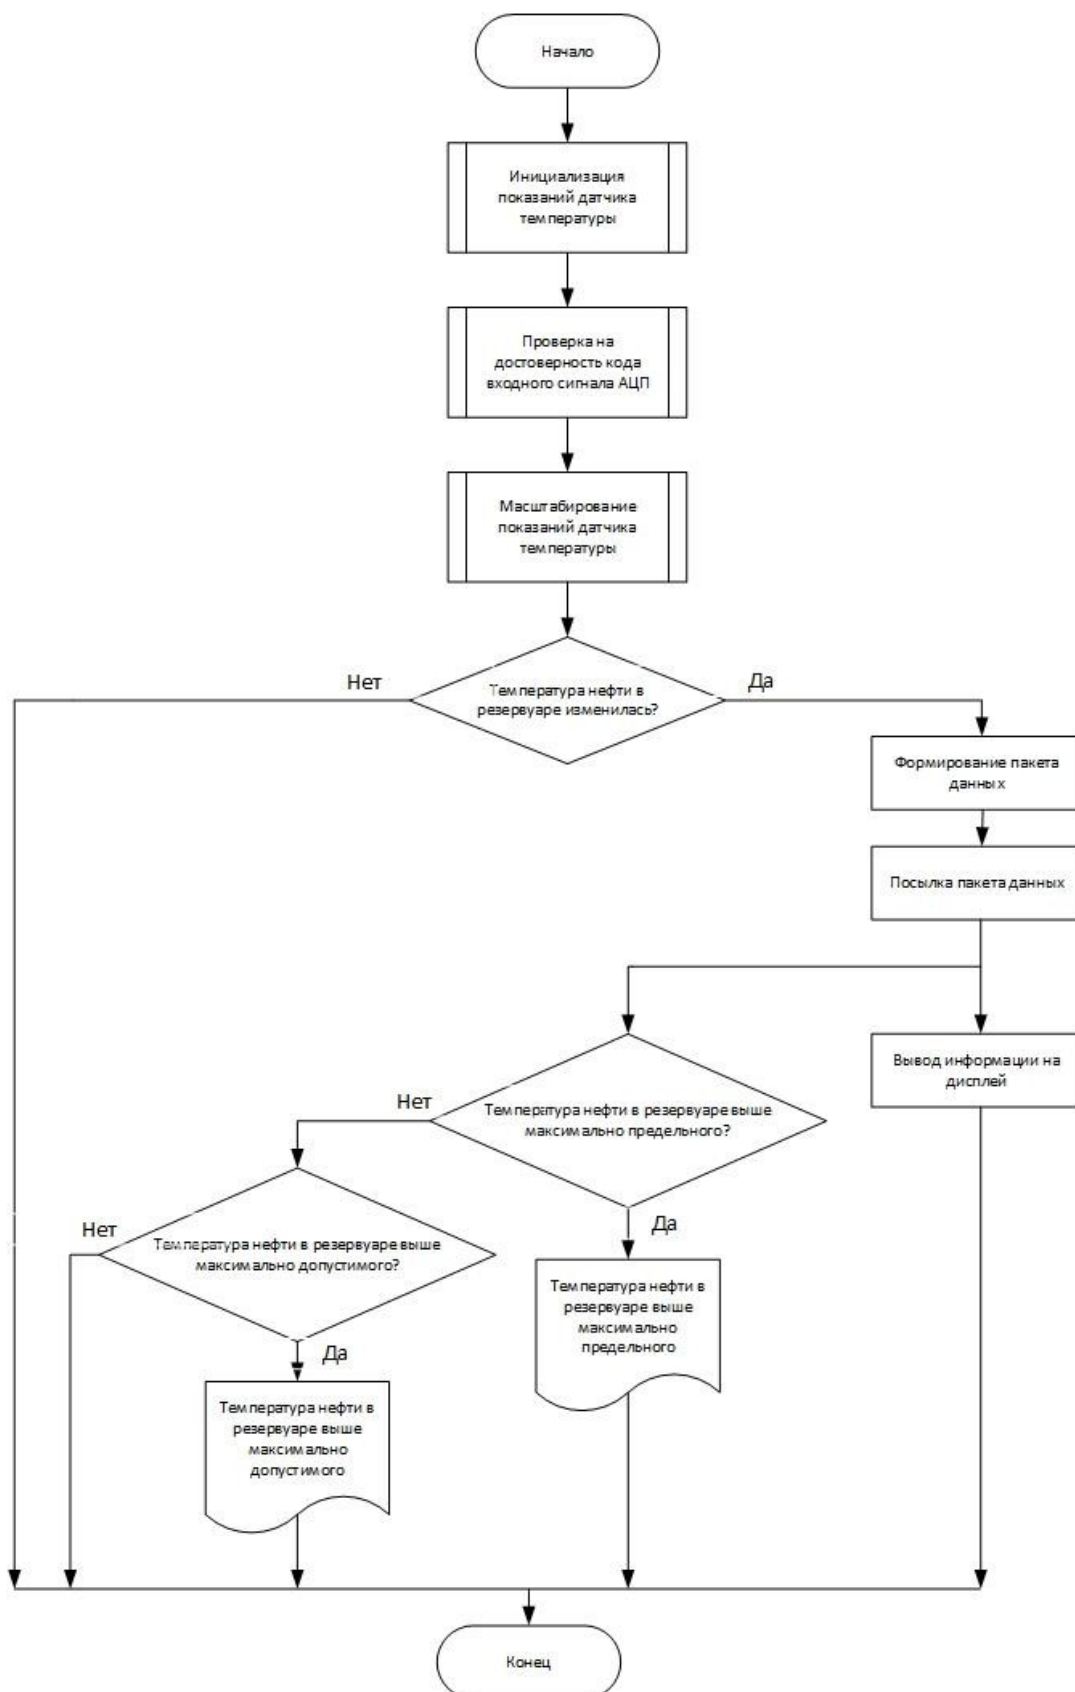 Начало
Инициализация
показаний датчика
температуры
Проверка на
достоверность кода
входного сигнала АЦП
Масштабирование
показаний датчика
температуры
Нет
Температура нефти в
резервуаре изменилась?
Да
Формирование пакета
данных
Посылка пакета данных
Вывод информации на
дисплей
Нет
Температура нефти в резервуаре выше
максимально предельного?
Да
Нет
Температура нефти в резервуаре выше
максимально допустимого?
Температура нефти в
резервуаре выше
максимально
предельного
Да
Температура нефти в
резервуаре выше
максимально
допустимого
Конец